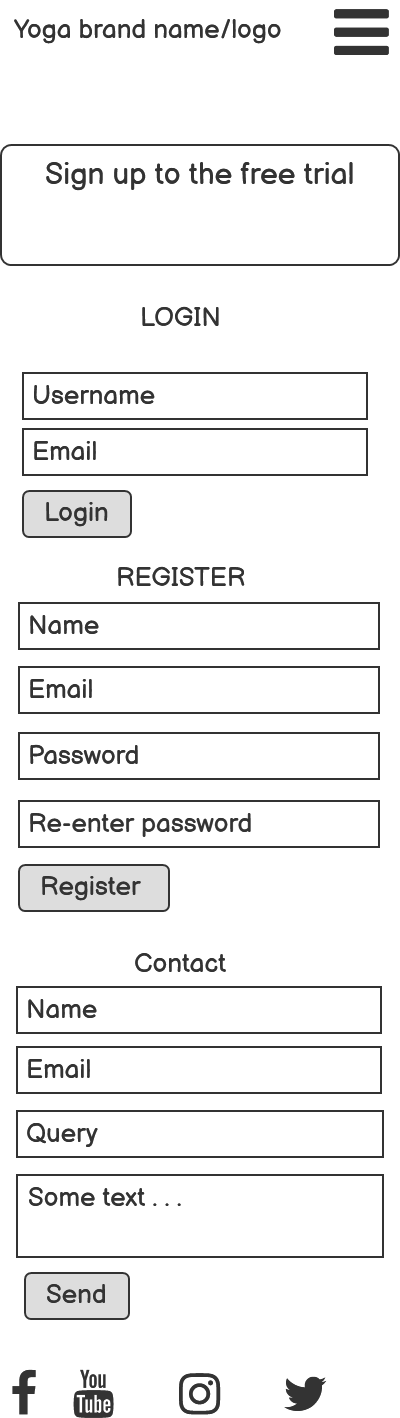 Yoga brand name/logo
Sign up to the free trial
LOGIN
Username
Email
Login
REGISTER
Name
Email
Password
Re-enter password
Register
Contact
Name
Email
Query
Some text . . .
Send
You
Tube